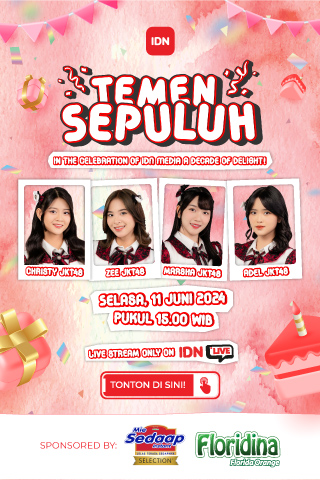 IDN
TEMEN
SEPULUH
IN THE CELEBRATION OF IDN MEDIA A DECADE OF DELIGHT!
CHRISTY JKT48
ZEE JKT48
MARSHA JKT48
ADEL JKT48
SELASA, 11 JUNI 2024
PUKUL 15.00 WIB
LIVE STREAM ONLY ON IDN LIVE
TONTON DI SINI!
SPONSORED BY:
Mie
Sedaap
SELECTION
Floridina
Florida Orange